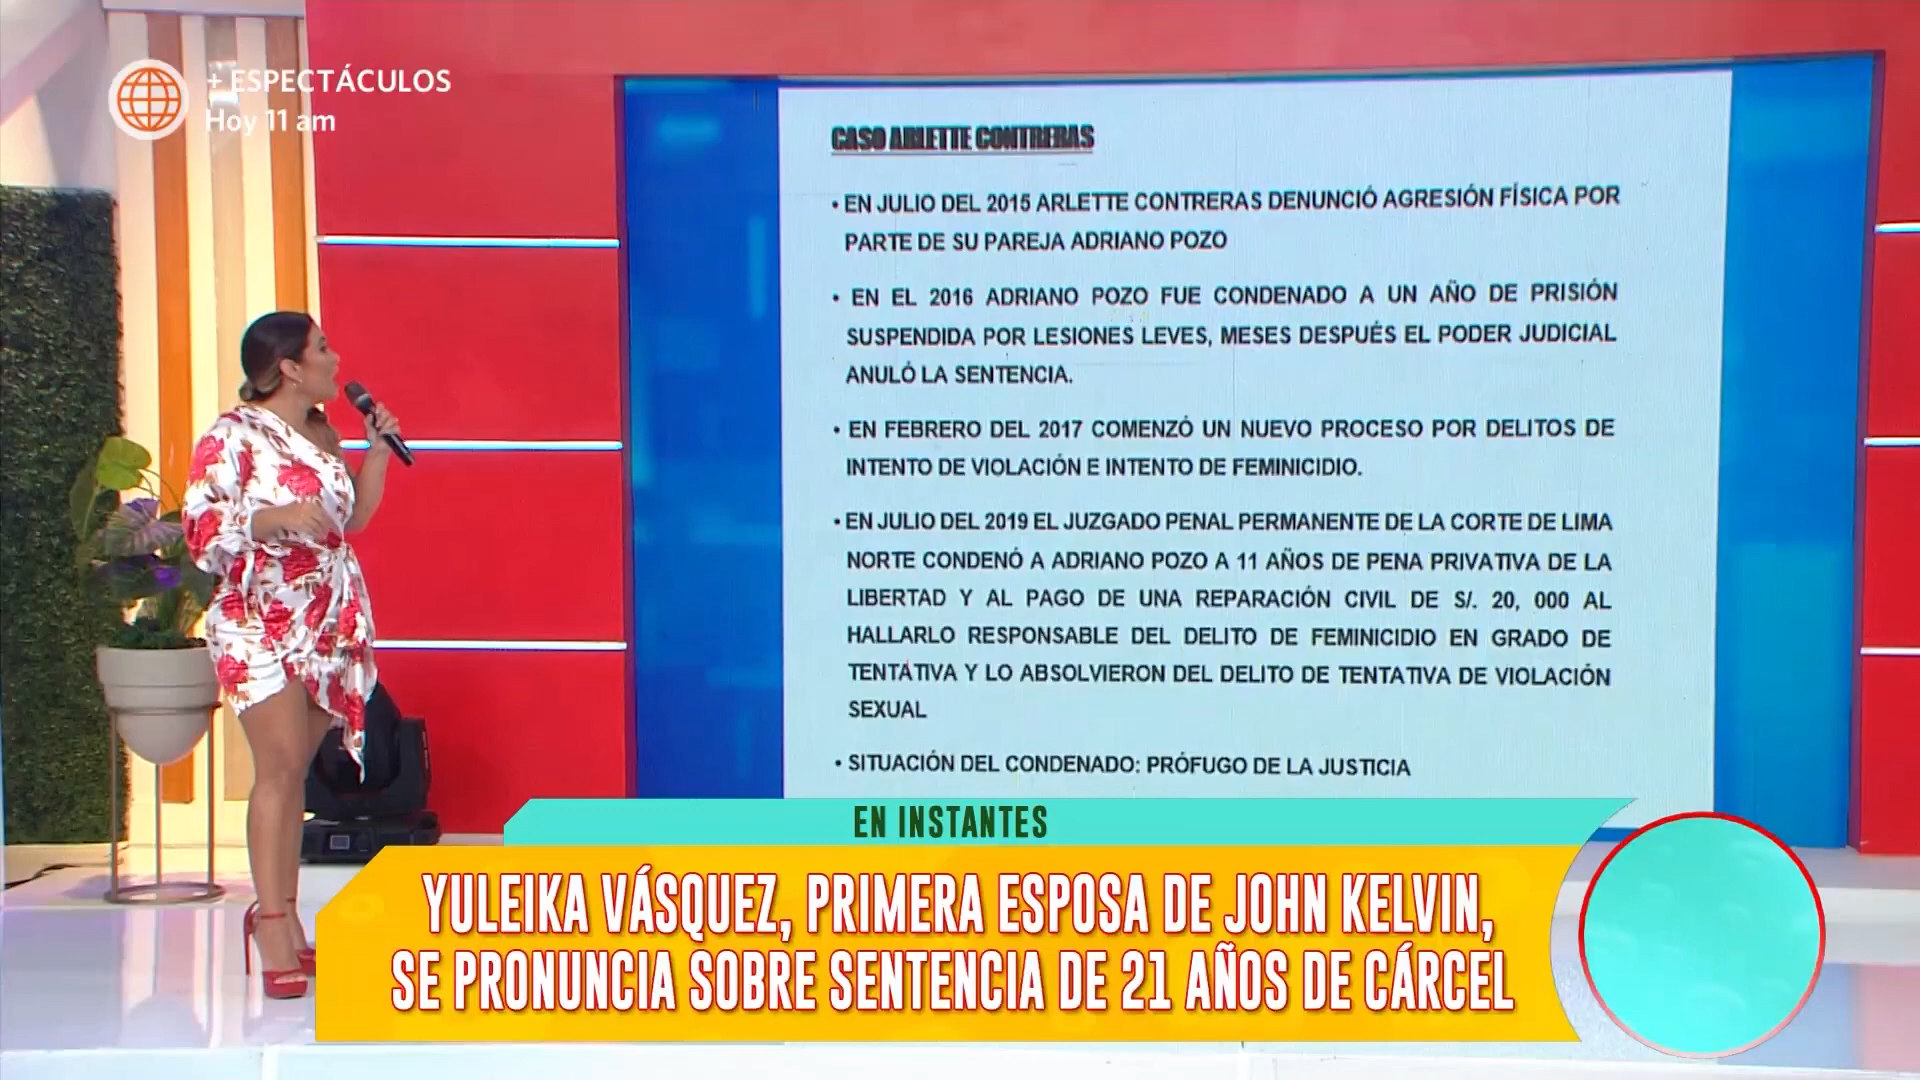 + ESPECTÁCULOS
Hoy 11 am
CASO ARLETTE CONTRERAS
• EN JULIO DEL 2015 ARLETTE CONTRERAS DENUNCIÓ AGRESIÓN FÍSICA POR
PARTE DE SU PAREJA ADRIANO POZO
• EN EL 2016 ADRIANO POZO FUE CONDENADO A UN AÑO DE PRISIÓN
SUSPENDIDA POR LESIONES LEVES, MESES DESPUÉS EL PODER JUDICIAL
ANULÓ LA SENTENCIA.
• EN FEBRERO DEL 2017 COMENZÓ UN NUEVO PROCESO POR DELITOS DE
INTENTO DE VIOLACIÓN E INTENTO DE FEMINICIDIO.
• EN JULIO DEL 2019 EL JUZGADO PENAL PERMANENTE DE LA CORTE DE LIMA
NORTE CONDENÓ A ADRIANO POZO A 11 AÑOS DE PENA PRIVATIVA DE LA
LIBERTAD Y AL PAGO DE UNA REPARACIÓN CIVIL DE S/. 20, 000 AL
HALLARLO RESPONSABLE DEL DELITO DE FEMINICIDIO EN GRADO DE
TENTATIVA Y LO ABSOLVIERON DEL DELITO DE TENTATIVA DE VIOLACIÓN
SEXUAL
• SITUACIÓN DEL CONDENADO: PRÓFUGO DE LA JUSTICIA
EN INSTANTES
YULEIKA VÁSQUEZ, PRIMERA ESPOSA DE JOHN KELVIN,
SE PRONUNCIA SOBRE SENTENCIA DE 21 AÑOS DE CÁRCEL